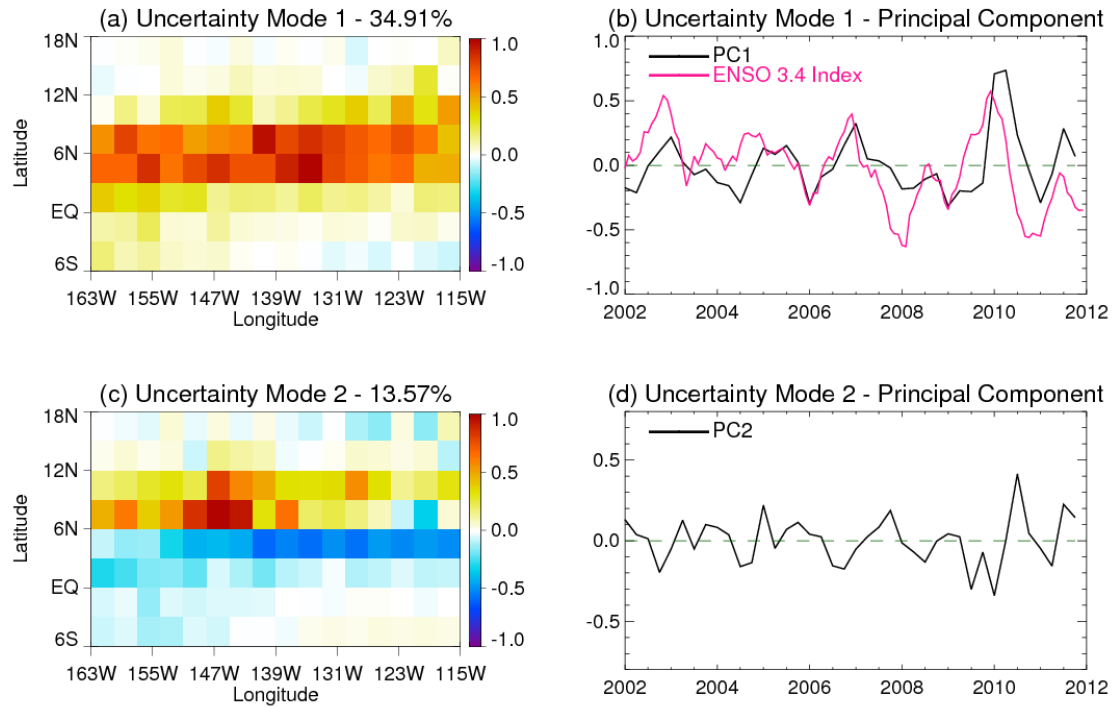 (a) Uncertainty Mode 1 - 34.91%
18N
12N
6N
EQ
6S
Latitude
163W 155W 147W 139W 131W 123W 115W
Longitude
1.0
0.5
0.0
-0.5
-1.0
(b) Uncertainty Mode 1 - Principal Component
1.0
0.5
0.0
-0.5
-1.0
PC1
ENSO 3.4 Index
2002 2004 2006 2008 2010 2012
(c) Uncertainty Mode 2 - 13.57%
18N
12N
6N
EQ
6S
Latitude
163W 155W 147W 139W 131W 123W 115W
Longitude
1.0
0.5
0.0
-0.5
-1.0
(d) Uncertainty Mode 2 - Principal Component
0.5
0.0
-0.5
PC2
2002 2004 2006 2008 2010 2012